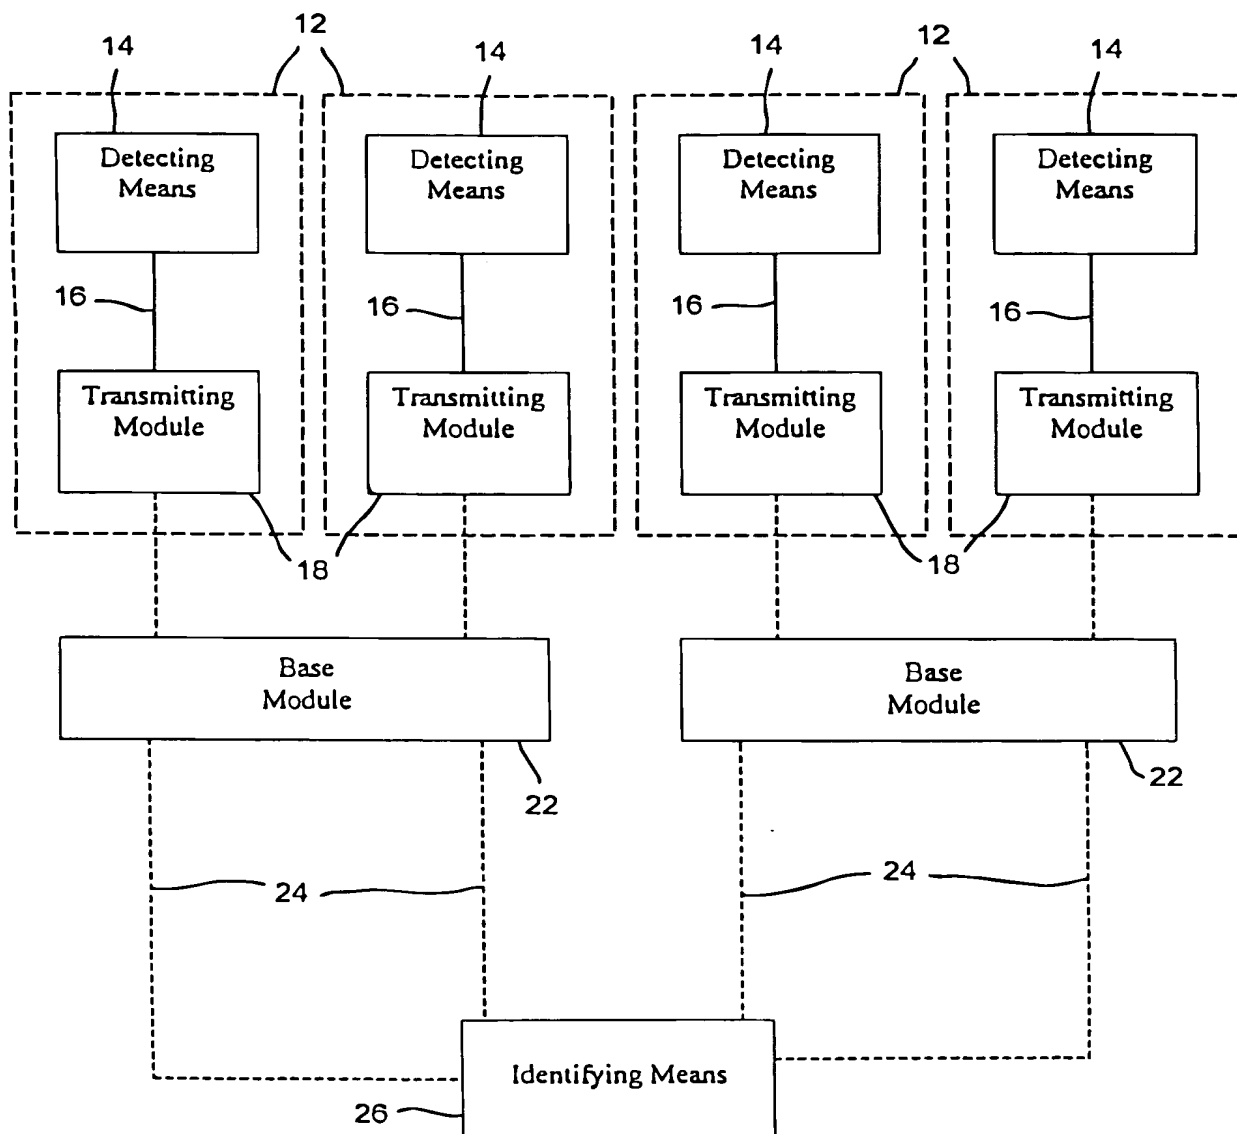 12
12
14
14
14
14
Detecting
Means
Detecting
Means
Detecting
Means
Detecting
Means
16
16
16
16
Transmitting
Module
Transmitting
Module
Transmitting
Module
Transmitting
Module
18
18
Base
Module
Base
Module
22
22
24
24
Identifying Means
26